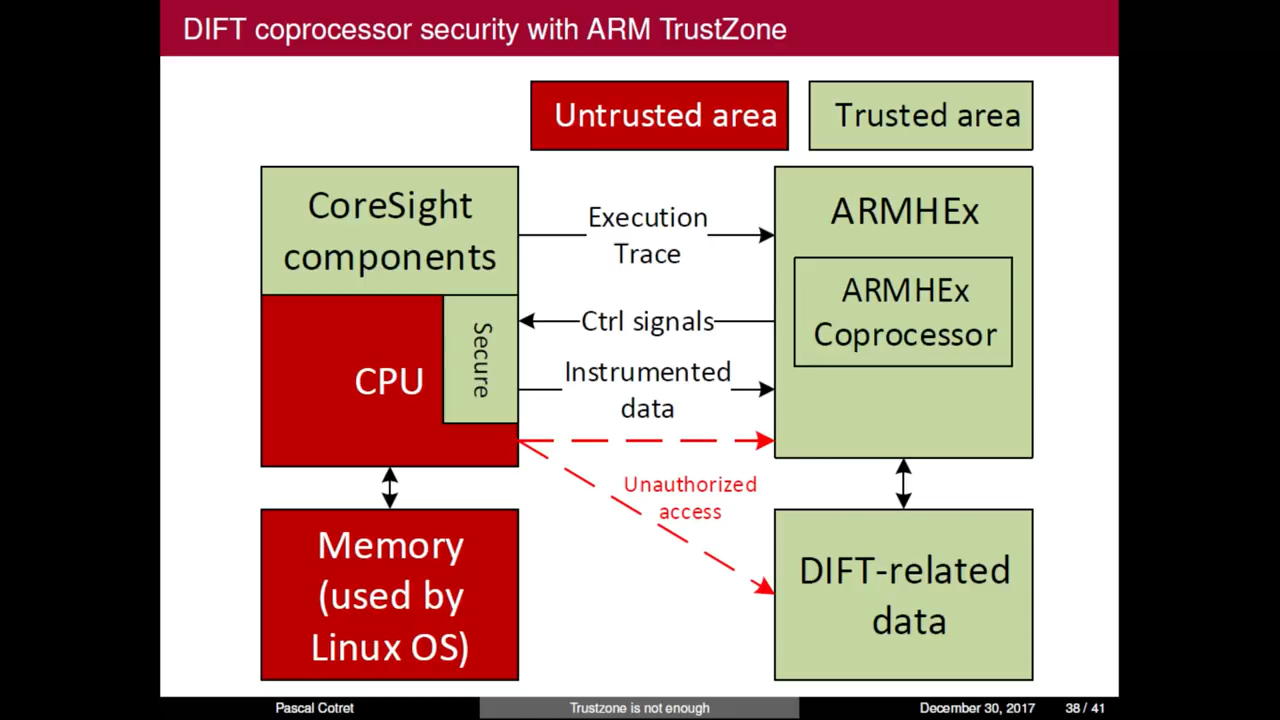 DIFT coprocessor security with ARM TrustZone
Untrusted area
Trusted area
CoreSight
components
Execution
Trace
ARMHEx
ARMHEx
Coprocessor
Secure
CPU
Ctrl signals
Instrumented
data
Unauthorized
access
Memory
(used by
Linux OS)
DIFT-related
data
Pascal Cotret
Trustzone is not enough
December 30, 2017
38 / 41